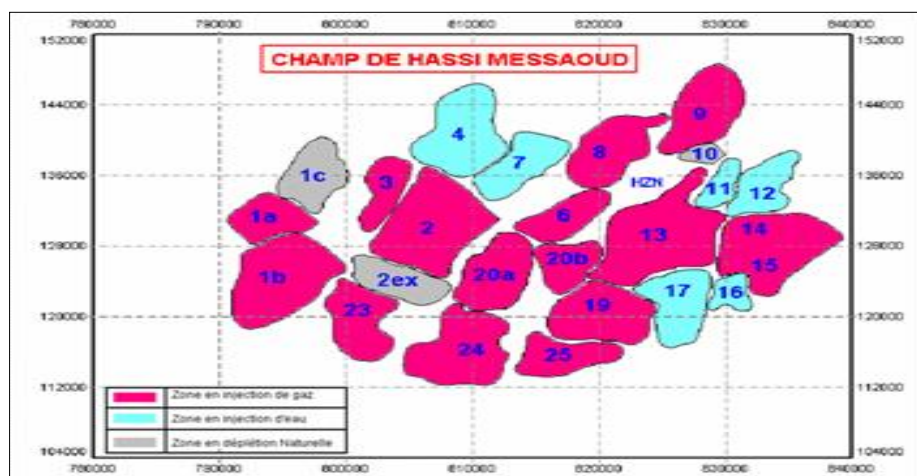 780000 790000 800000 810000 820000 830000 840000
152000 152000
CHAMP DE HASSI MESSAOUD
9
144000 144000
4
8
7
10
1c
3
HZN
11
12
136000 136000
1a
2
6
13
14
128000 128000
1b
2ex
20a
20b
15
17
16
23
19
120000 120000
24
25
112000 112000
Zone en injection de gaz
Zone en injection d'eau
Zone en déplétion Naturelle
104000 104000
780000 790000 800000 810000 820000 830000 840000